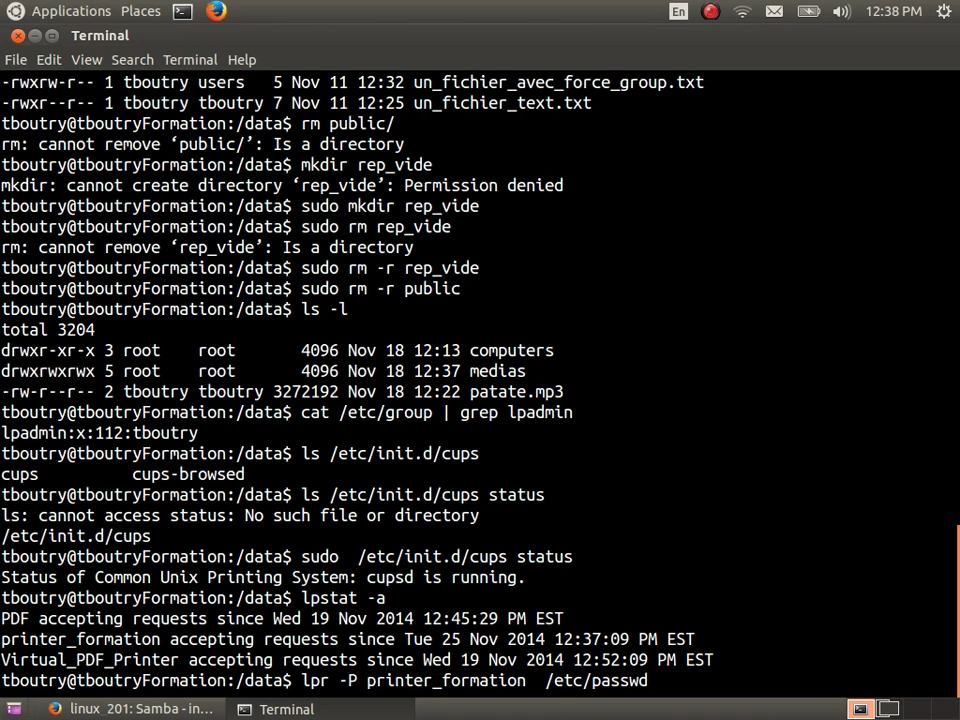 Applications Places En 12:38 PM
Terminal
File Edit View Search Terminal Help
-rwxrw-r-- 1 tboutry users   5 Nov 11 12:32 un_fichier_avec_force_group.txt
-rwxr--r-- 1 tboutry tboutry 7 Nov 11 12:25 un_fichier_text.txt
tboutry@tboutryFormation:/data$ rm public/
rm: cannot remove ‘public/’: Is a directory
tboutry@tboutryFormation:/data$ mkdir rep_vide
mkdir: cannot create directory ‘rep_vide’: Permission denied
tboutry@tboutryFormation:/data$ sudo mkdir rep_vide
tboutry@tboutryFormation:/data$ sudo rm rep_vide
rm: cannot remove ‘rep_vide’: Is a directory
tboutry@tboutryFormation:/data$ sudo rm -r rep_vide
tboutry@tboutryFormation:/data$ sudo rm -r public
tboutry@tboutryFormation:/data$ ls -l
total 3204
drwxr-xr-x 3 root    root       4096 Nov 18 12:13 computers
drwxrwxrwx 5 root    root       4096 Nov 18 12:37 medias
-rw-r--r-- 2 tboutry tboutry 3272192 Nov 18 12:22 patate.mp3
tboutry@tboutryFormation:/data$ cat /etc/group | grep lpadmin
lpadmin:x:112:tboutry
tboutry@tboutryFormation:/data$ ls /etc/init.d/cups
cups          cups-browsed
tboutry@tboutryFormation:/data$ ls /etc/init.d/cups status
ls: cannot access status: No such file or directory
/etc/init.d/cups
tboutry@tboutryFormation:/data$ sudo  /etc/init.d/cups status
Status of Common Unix Printing System: cupsd is running.
tboutry@tboutryFormation:/data$ lpstat -a
PDF accepting requests since Wed 19 Nov 2014 12:45:29 PM EST
printer_formation accepting requests since Tue 25 Nov 2014 12:37:09 PM EST
Virtual_PDF_Printer accepting requests since Wed 19 Nov 2014 12:52:09 PM EST
tboutry@tboutryFormation:/data$ lpr -P printer_formation  /etc/passwd
linux_201: Samba - in... Terminal